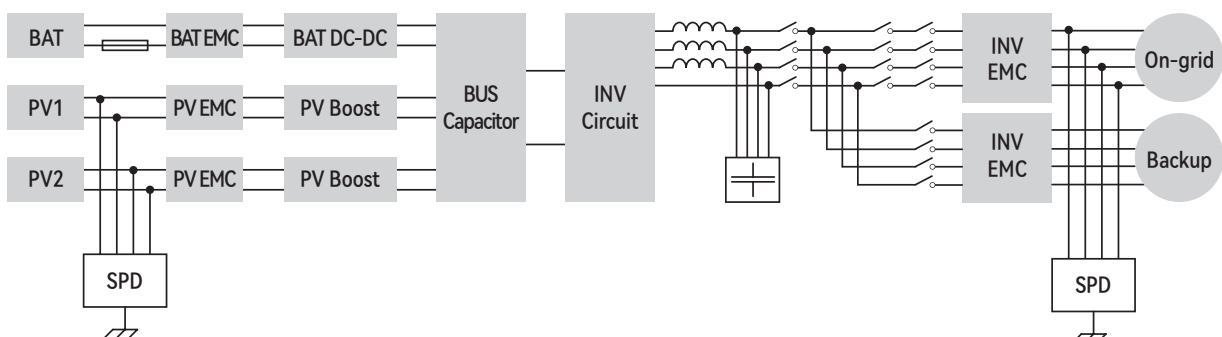 BAT
BAT EMC
BAT DC-DC
PV1
PV EMC
PV Boost
PV2
PV EMC
PV Boost
SPD
BUS
Capacitor
INV
Circuit
INV
EMC
On-grid
INV
EMC
Backup
SPD